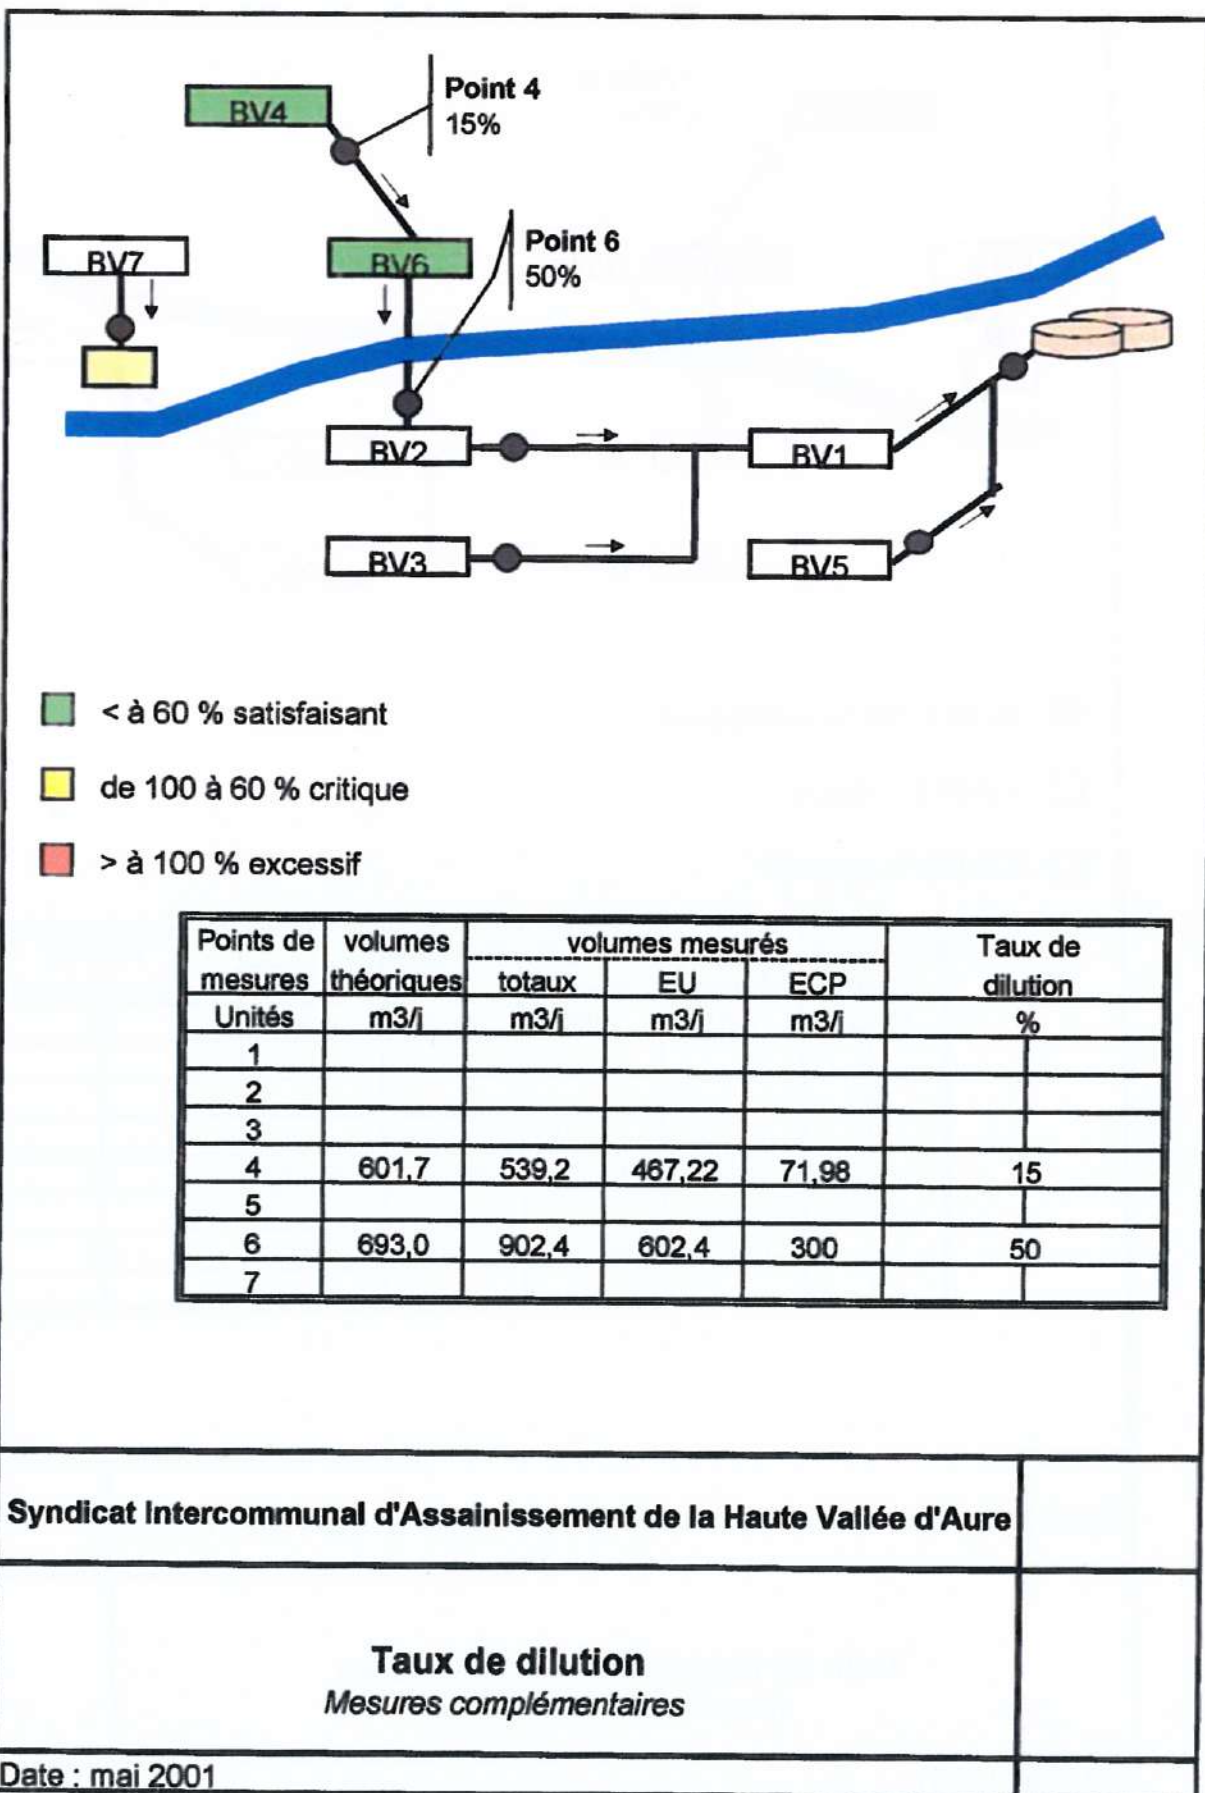 BV4
Point 4
15%
BV7
BV6
Point 6
50%
BV2
BV1
BV3
BV5
< à 60 % satisfaisant
de 100 à 60 % critique
> à 100 % excessif
Points de mesures | volumes théoriques | volumes mesurés | Taux de dilution
totaux | EU | ECP
Unités | m3/j | m3/j | m3/j | m3/j | %
1
2
3
4 | 601,7 | 539,2 | 467,22 | 71,98 | 15
5
6 | 693,0 | 902,4 | 602,4 | 300 | 50
7
Syndicat Intercommunal d'Assainissement de la Haute Vallée d'Aure
Taux de dilution
Mesures complémentaires
Date : mai 2001